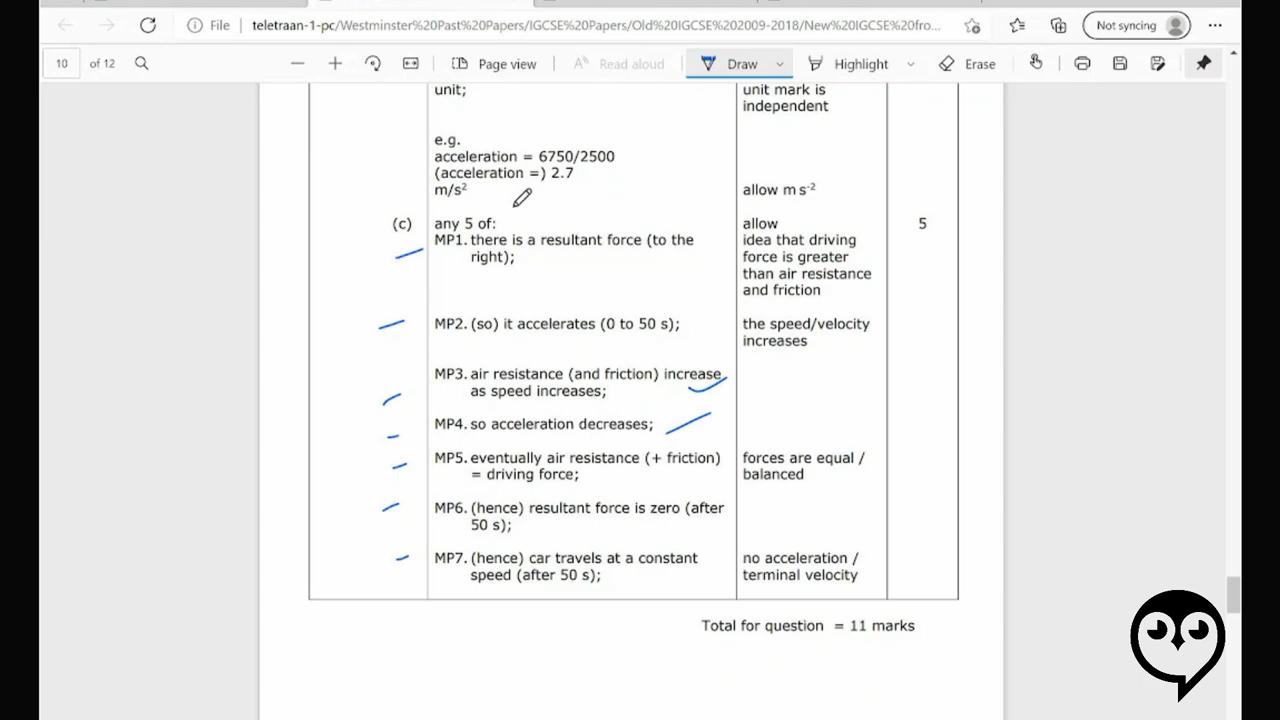 File
teletraan-1-pc/Westminster%20Past%20Papers/IGCSE%20Papers/Old%20IGCSE%202009-2018/New%20IGCSE%20fro...
Not syncing
10 of 12
Page view
Read aloud
Draw
Highlight
Erase
unit;
unit mark is
independent
e.g.
acceleration = 6750/2500
(acceleration =) 2.7
m/s²
allow m s⁻²
(c)
any 5 of:
allow
5
MP1. there is a resultant force (to the
right);
idea that driving
force is greater
than air resistance
and friction
MP2. (so) it accelerates (0 to 50 s);
the speed/velocity
increases
MP3. air resistance (and friction) increase
as speed increases;
MP4. so acceleration decreases;
MP5. eventually air resistance (+ friction)
= driving force;
forces are equal /
balanced
MP6. (hence) resultant force is zero (after
50 s);
MP7. (hence) car travels at a constant
speed (after 50 s);
no acceleration /
terminal velocity
Total for question = 11 marks